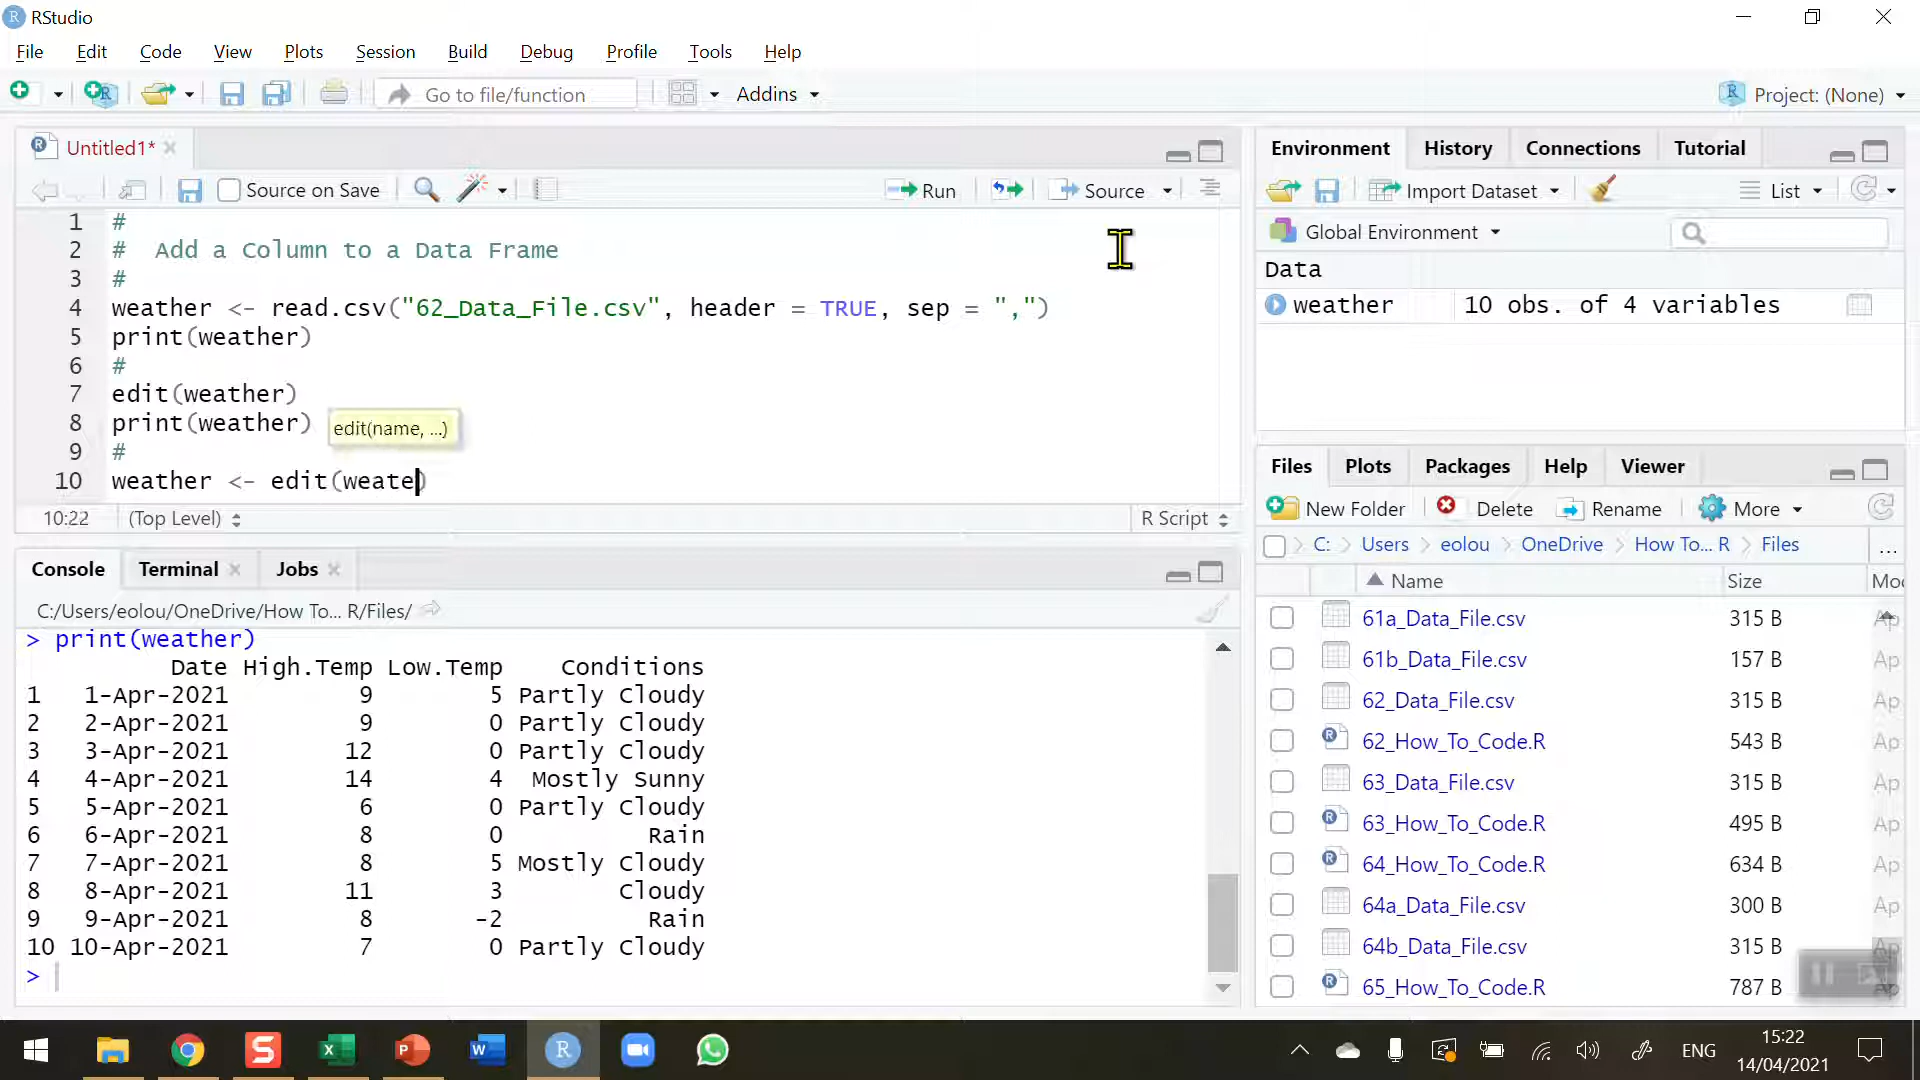 RStudio
File Edit Code View Plots Session Build Debug Profile Tools Help
Go to file/function Addins Project: (None)
Untitled1*
Source on Save Run Source
1 #
2 #  Add a Column to a Data Frame
3 #
4 weather <- read.csv("62_Data_File.csv", header = TRUE, sep = ",")
5 print(weather)
6 #
7 edit(weather)
8 print(weather)
edit(name, ...)
9 #
10 weather <- edit(weate)
10:22 (Top Level) R Script
Console Terminal Jobs
C:/Users/eolou/OneDrive/How To... R/Files/
> print(weather)
Date High.Temp Low.Temp Conditions
1 1-Apr-2021 9 5 Partly Cloudy
2 2-Apr-2021 9 0 Partly Cloudy
3 3-Apr-2021 12 0 Partly Cloudy
4 4-Apr-2021 14 4 Mostly Sunny
5 5-Apr-2021 6 0 Partly Cloudy
6 6-Apr-2021 8 0 Rain
7 7-Apr-2021 8 5 Mostly Cloudy
8 8-Apr-2021 11 3 Cloudy
9 9-Apr-2021 8 -2 Rain
10 10-Apr-2021 7 0 Partly Cloudy
>
Environment History Connections Tutorial
Import Dataset List
Global Environment
Data
weather 10 obs. of 4 variables
Files Plots Packages Help Viewer
New Folder Delete Rename More
C: Users eolou OneDrive How To... R Files ...
Name Size Moc
61a_Data_File.csv 315 B Ap
61b_Data_File.csv 157 B Ap
62_Data_File.csv 315 B Ap
62_How_To_Code.R 543 B Ap
63_Data_File.csv 315 B Ap
63_How_To_Code.R 495 B Ap
64_How_To_Code.R 634 B Ap
64a_Data_File.csv 300 B Ap
64b_Data_File.csv 315 B Ap
65_How_To_Code.R 787 B Ap
ENG
15:22
14/04/2021